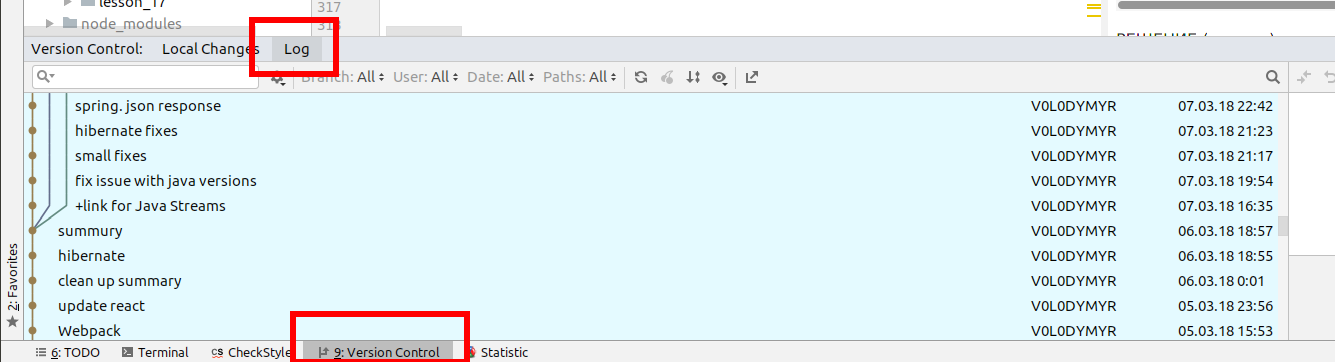 lesson_17
317
node_modules
Version Control: Local Changes Log
Branch: All User: All Date: All Paths: All
spring. json response V0L0DYMYR 07.03.18 22:42
hibernate fixes V0L0DYMYR 07.03.18 21:23
small fixes V0L0DYMYR 07.03.18 21:17
fix issue with java versions V0L0DYMYR 07.03.18 19:54
+link for Java Streams V0L0DYMYR 07.03.18 16:35
summury V0L0DYMYR 06.03.18 18:57
hibernate V0L0DYMYR 06.03.18 18:55
clean up summary V0L0DYMYR 06.03.18 0:01
update react V0L0DYMYR 05.03.18 23:56
Webpack V0L0DYMYR 05.03.18 15:53
2: Favorites
6: TODO Terminal CS CheckStyle 9: Version Control Statistic